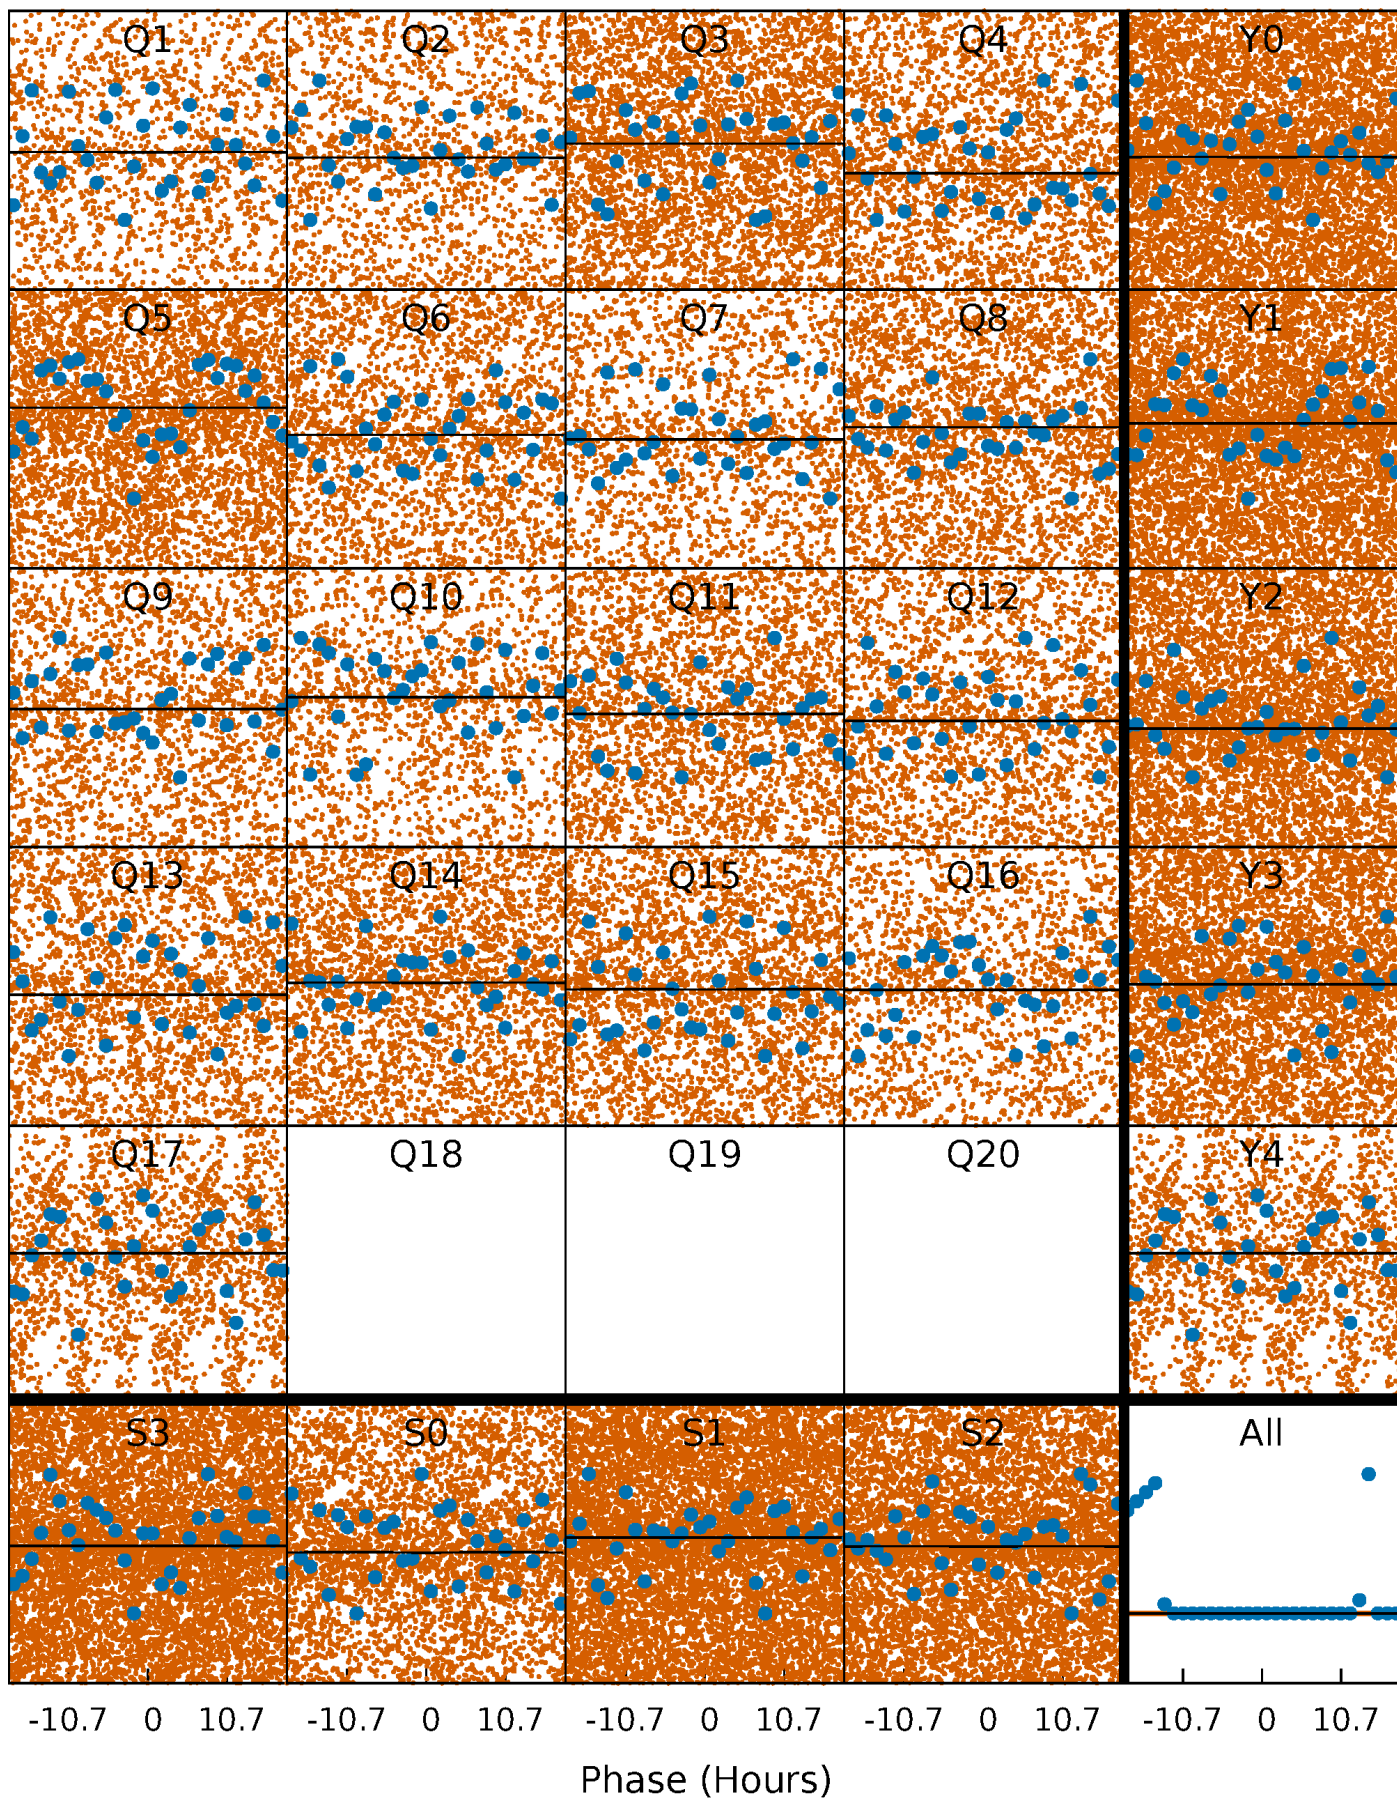 Q1 Q2 Q3 Q4 Y0
Q5 Q6 Q7 Q8 Y1
Q9 Q10 Q11 Q12 Y2
Q13 Q14 Q15 Q16 Y3
Q17 Q18 Q19 Q20 Y4
S3 S0 S1 S2 All
-10.7 0 10.7 -10.7 0 10.7 -10.7 0 10.7 -10.7 0 10.7 -10.7 0 10.7
Phase (Hours)